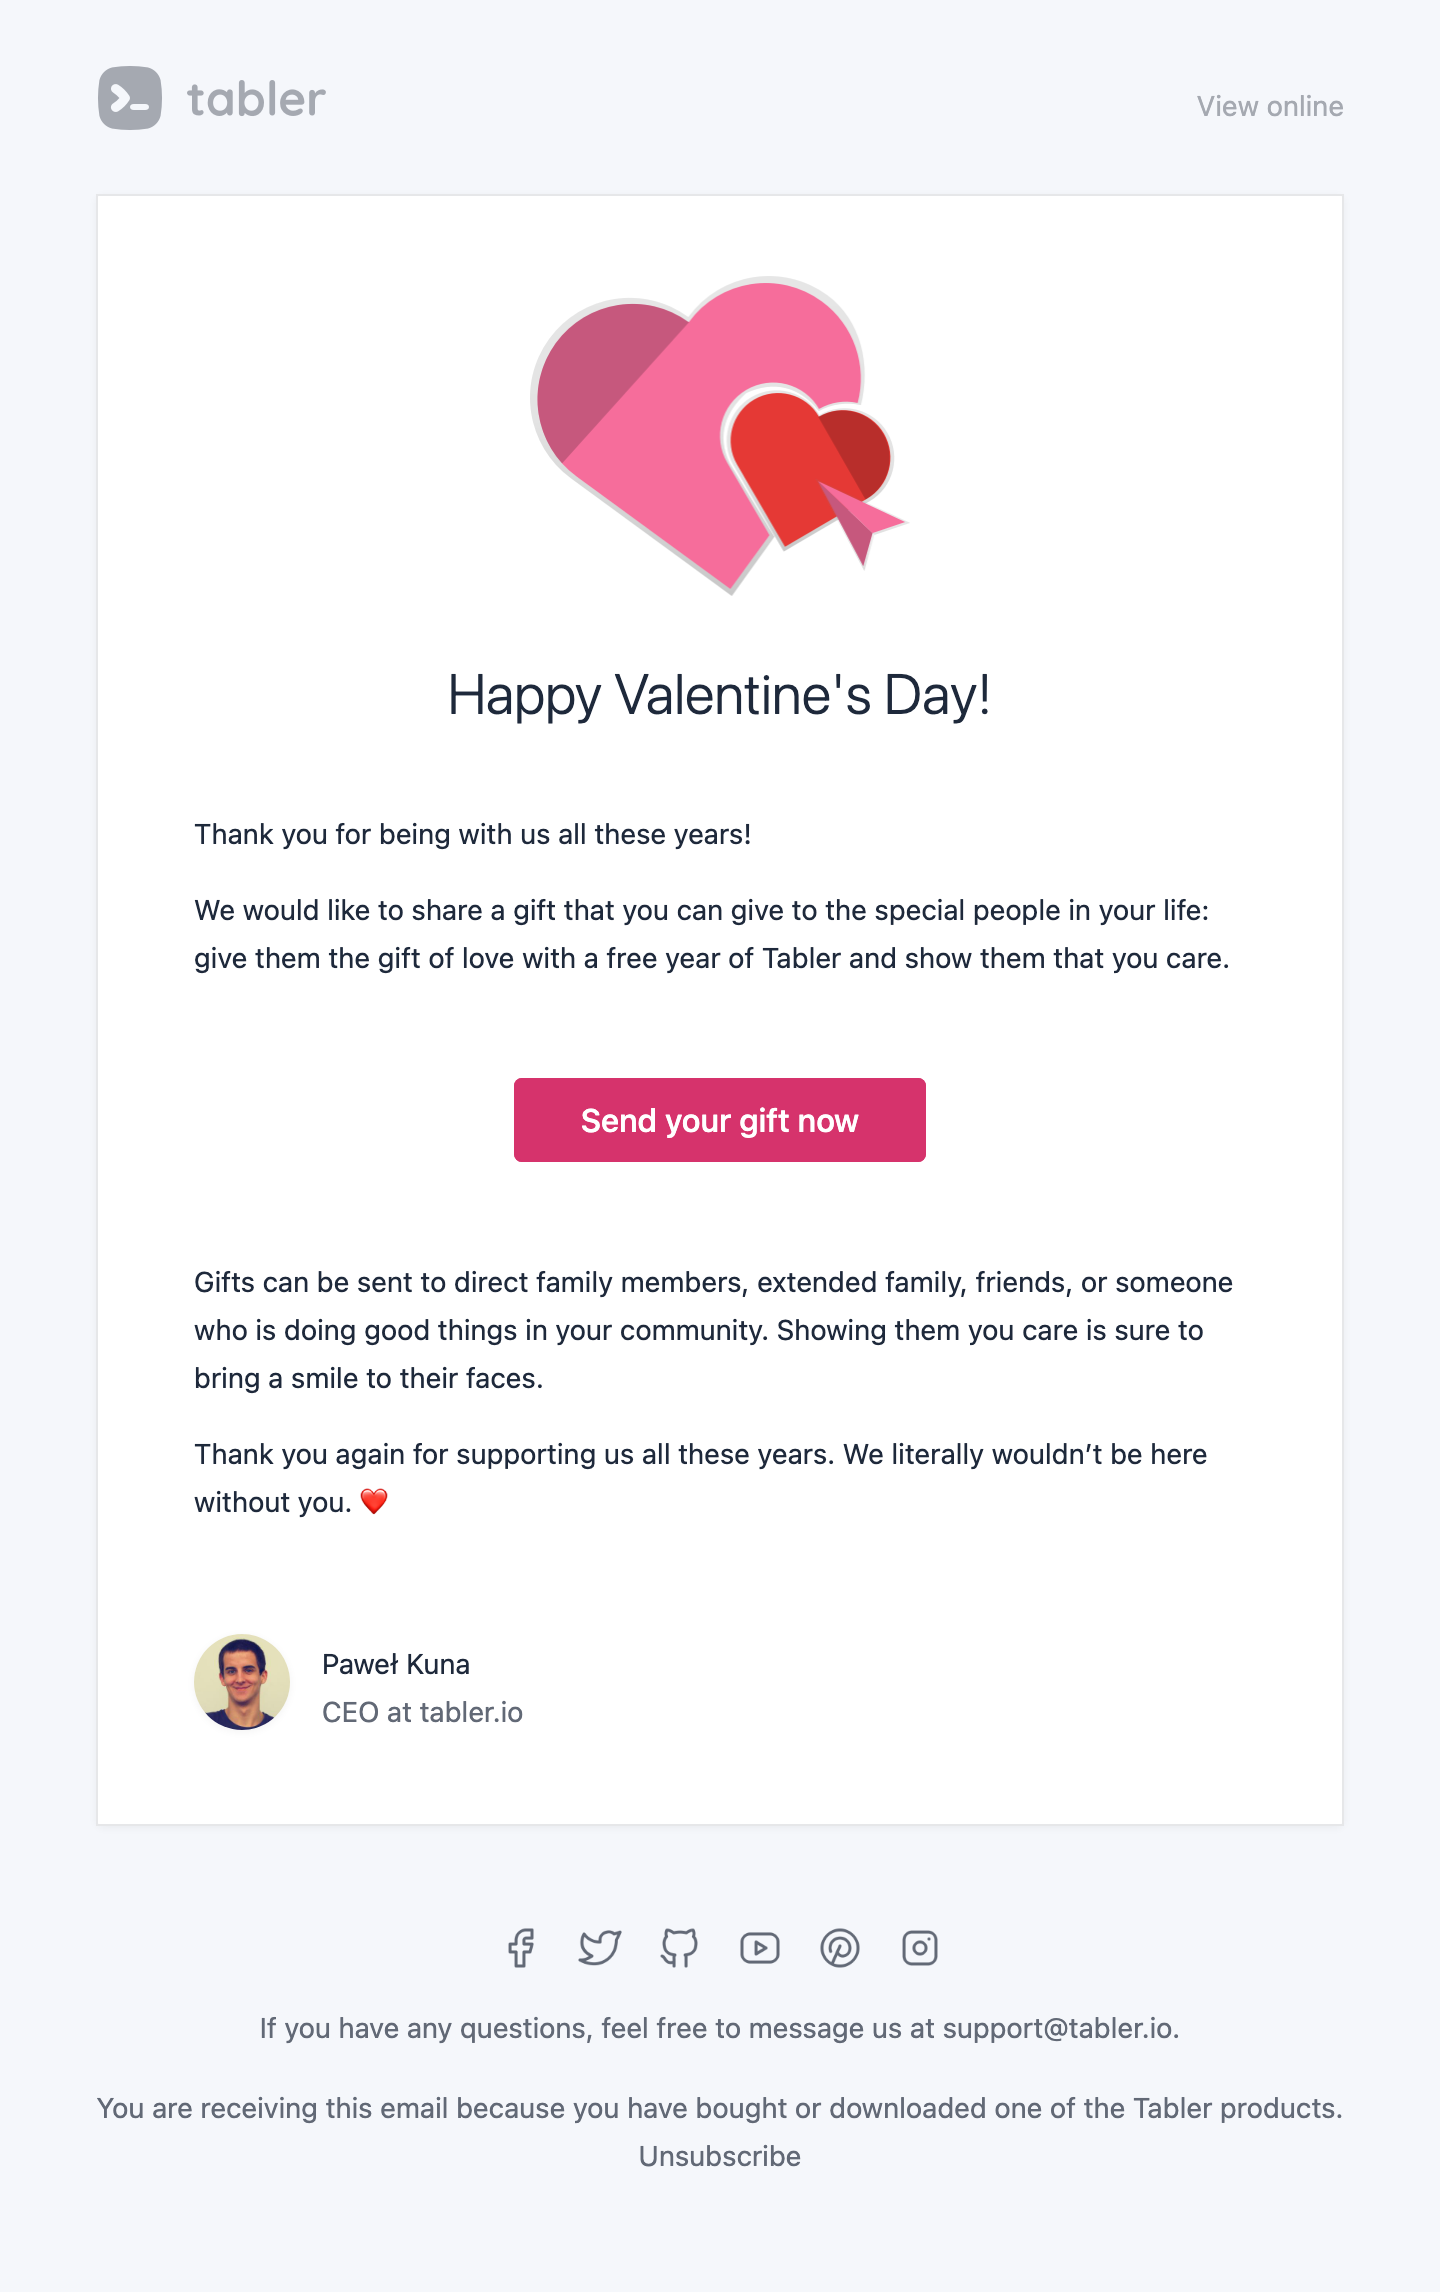 tabler
View online
Happy Valentine's Day!
Thank you for being with us all these years!
We would like to share a gift that you can give to the special people in your life:
give them the gift of love with a free year of Tabler and show them that you care.
Send your gift now
Gifts can be sent to direct family members, extended family, friends, or someone
who is doing good things in your community. Showing them you care is sure to
bring a smile to their faces.
Thank you again for supporting us all these years. We literally wouldn’t be here
without you. ❤️
Paweł Kuna
CEO at tabler.io
If you have any questions, feel free to message us at support@tabler.io.
You are receiving this email because you have bought or downloaded one of the Tabler products.
Unsubscribe